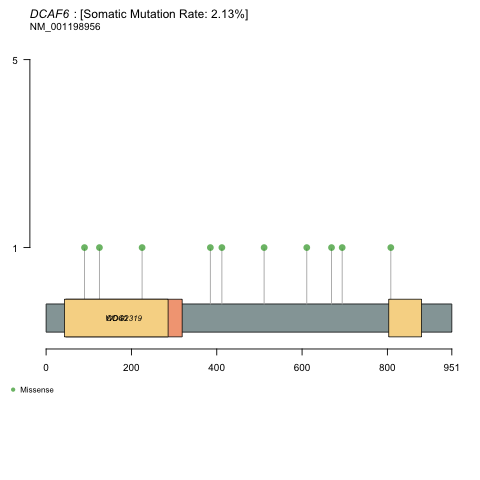 DCAF6 : [Somatic Mutation Rate: 2.13%]
NM_001198956
5
1
0 200 400 600 800 951
Missense